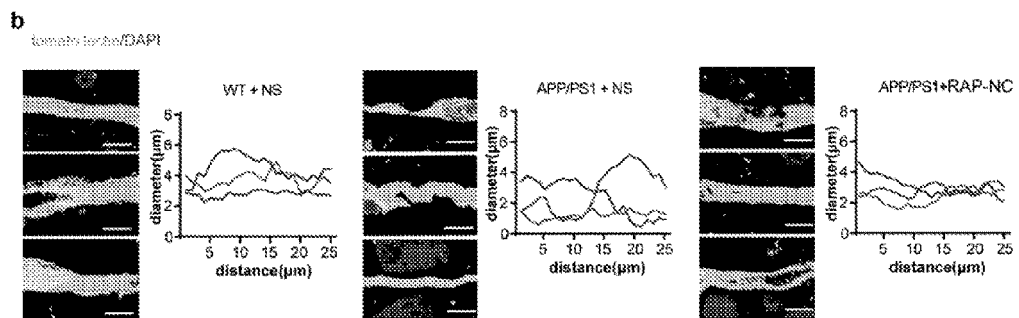 b
tomato lectin/DAPI
WT + NS
8
6
4
2
0
5 10 15 20 25
diameter(μm)
distance(μm)
APP/PS1 + NS
8
6
4
2
0
5 10 15 20 25
diameter(μm)
distance(μm)
APP/PS1+RAP-NC
8
6
4
2
0
5 10 15 20 25
diameter(μm)
distance(μm)